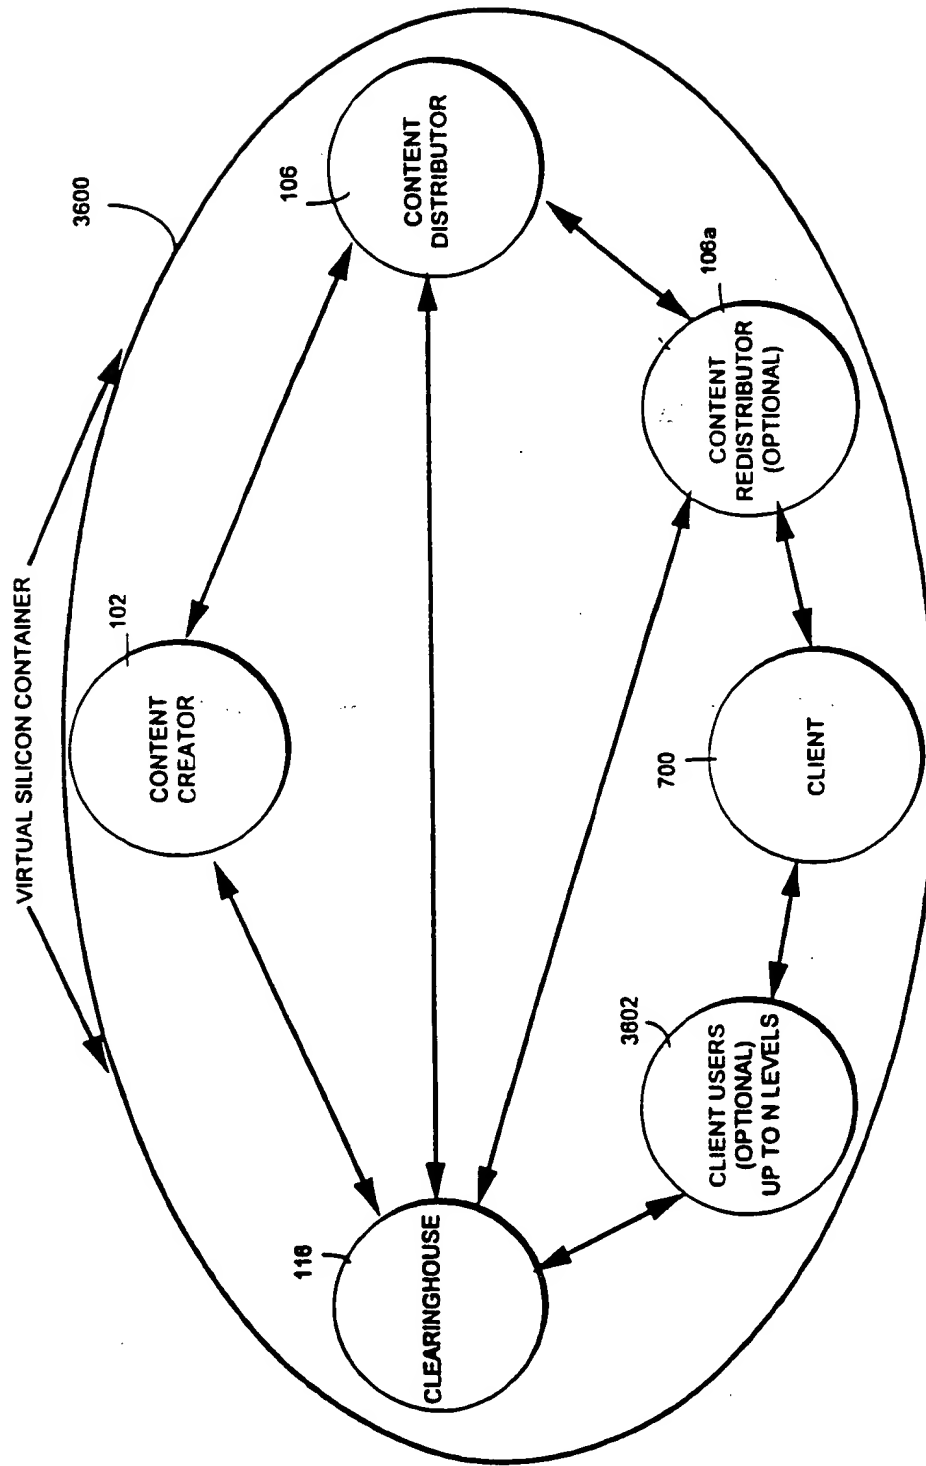 VIRTUAL SILICON CONTAINER
3600
102
CONTENT
CREATOR
106
CONTENT
DISTRIBUTOR
116
CLEARINGHOUSE
106a
CONTENT
REDISTRIBUTOR
(OPTIONAL)
3602
CLIENT USERS
(OPTIONAL)
UP TO N LEVELS
700
CLIENT